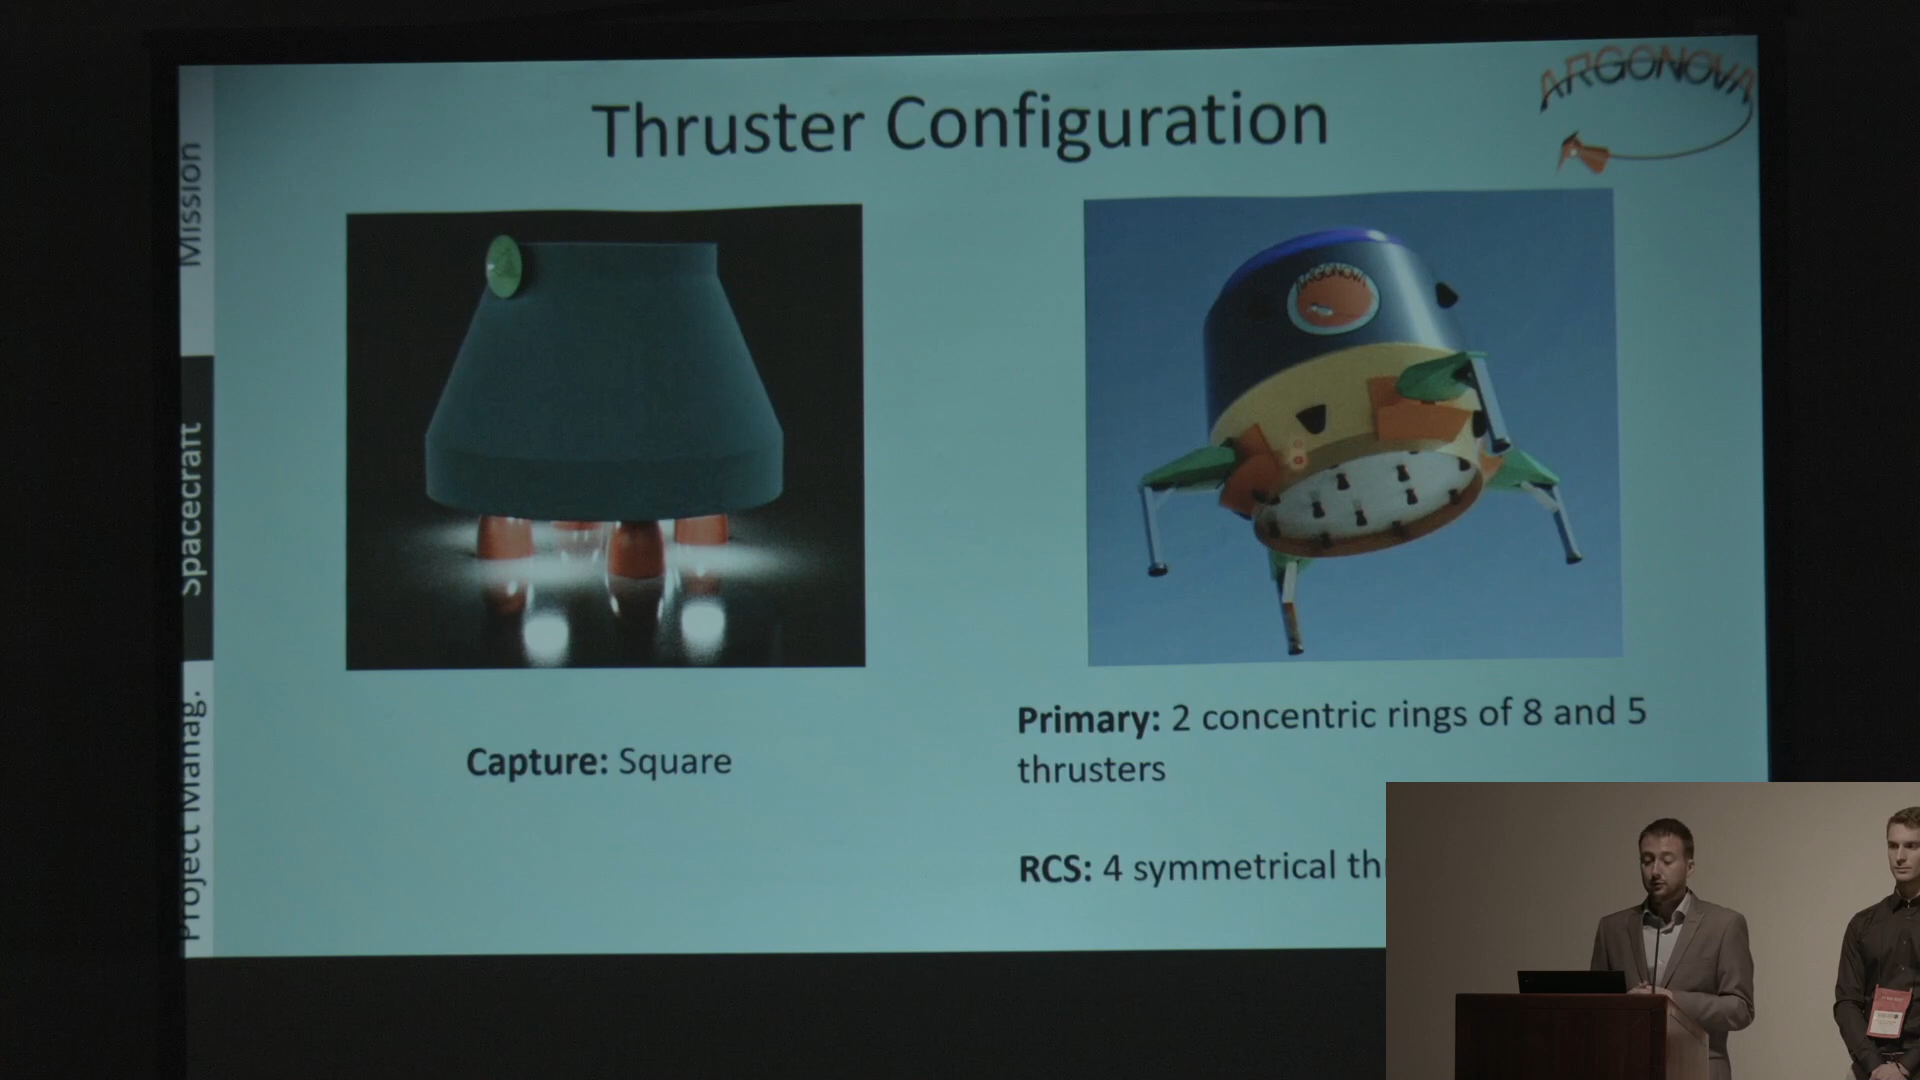 ARGONOVA
Thruster Configuration
Mission
Spacecraft
Project Manag.
ARGONOVA
Capture: Square
Primary: 2 concentric rings of 8 and 5
thrusters
RCS: 4 symmetrical th